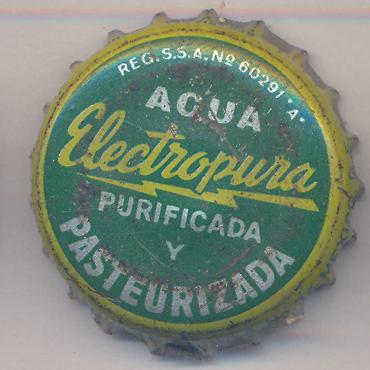 REG. S.S.A. Nº 60291 "A"
AGUA
Electropura
PURIFICADA
Y
PASTEURIZADA